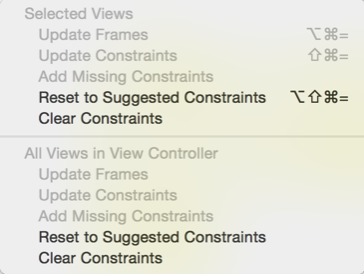 Selected Views
Update Frames ⌥⌘=
Update Constraints ⇧⌘=
Add Missing Constraints
Reset to Suggested Constraints ⌥⇧⌘=
Clear Constraints
All Views in View Controller
Update Frames
Update Constraints
Add Missing Constraints
Reset to Suggested Constraints
Clear Constraints